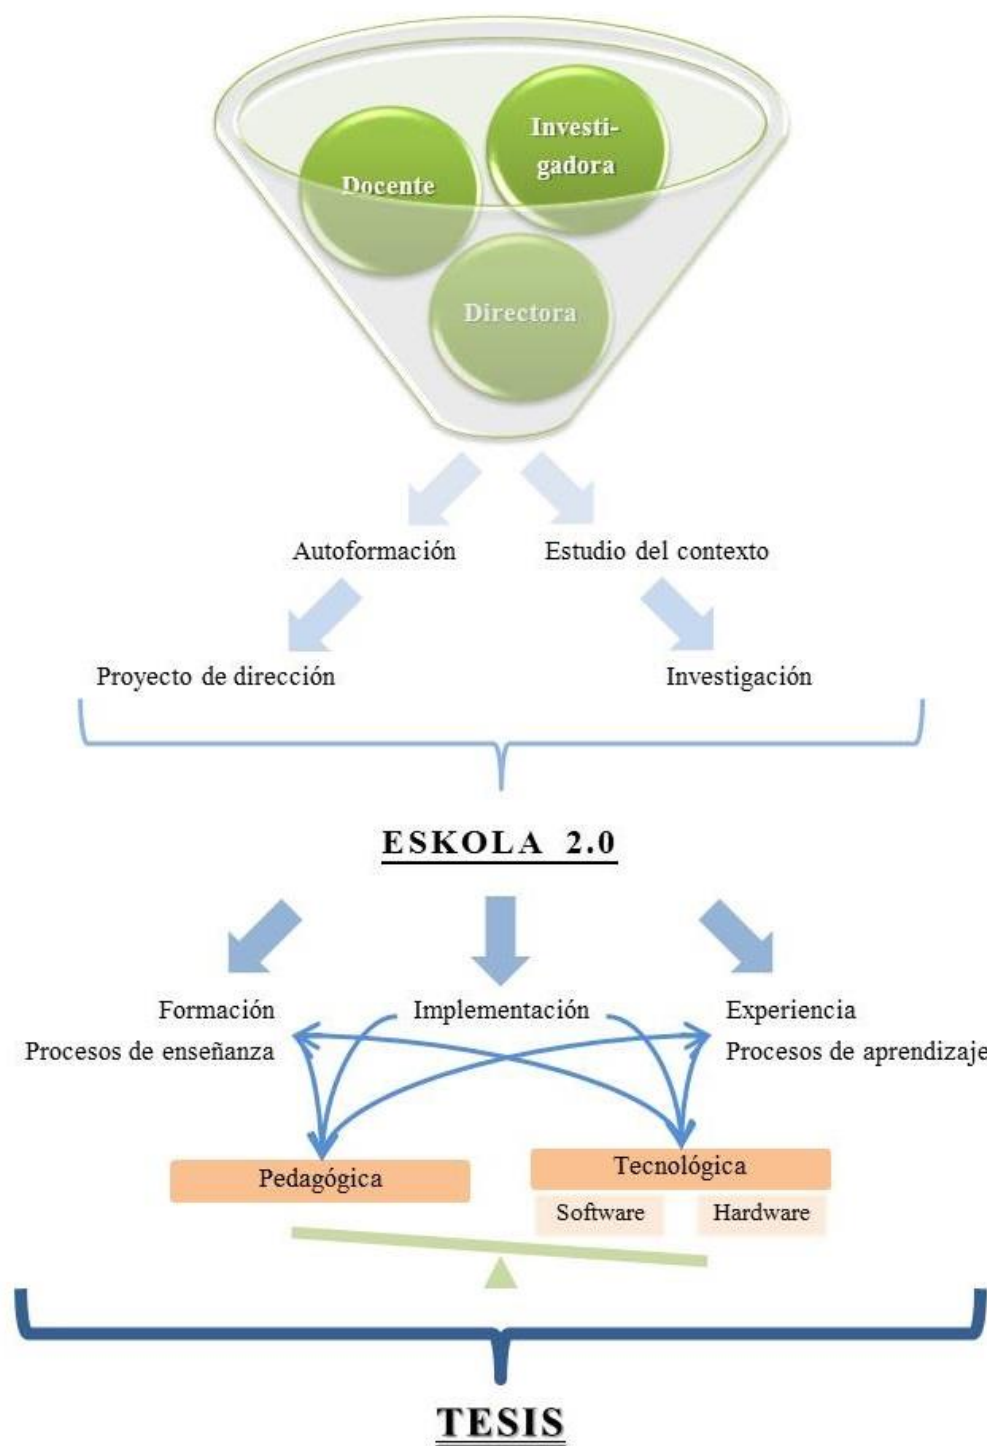 Investi-
gadora
Docente
Directora
Autoformación
Estudio del contexto
Proyecto de dirección
Investigación
ESKOLA 2.0
Formación
Implementación
Experiencia
Procesos de enseñanza
Procesos de aprendizaje
Pedagógica
Tecnológica
Software
Hardware
TESIS